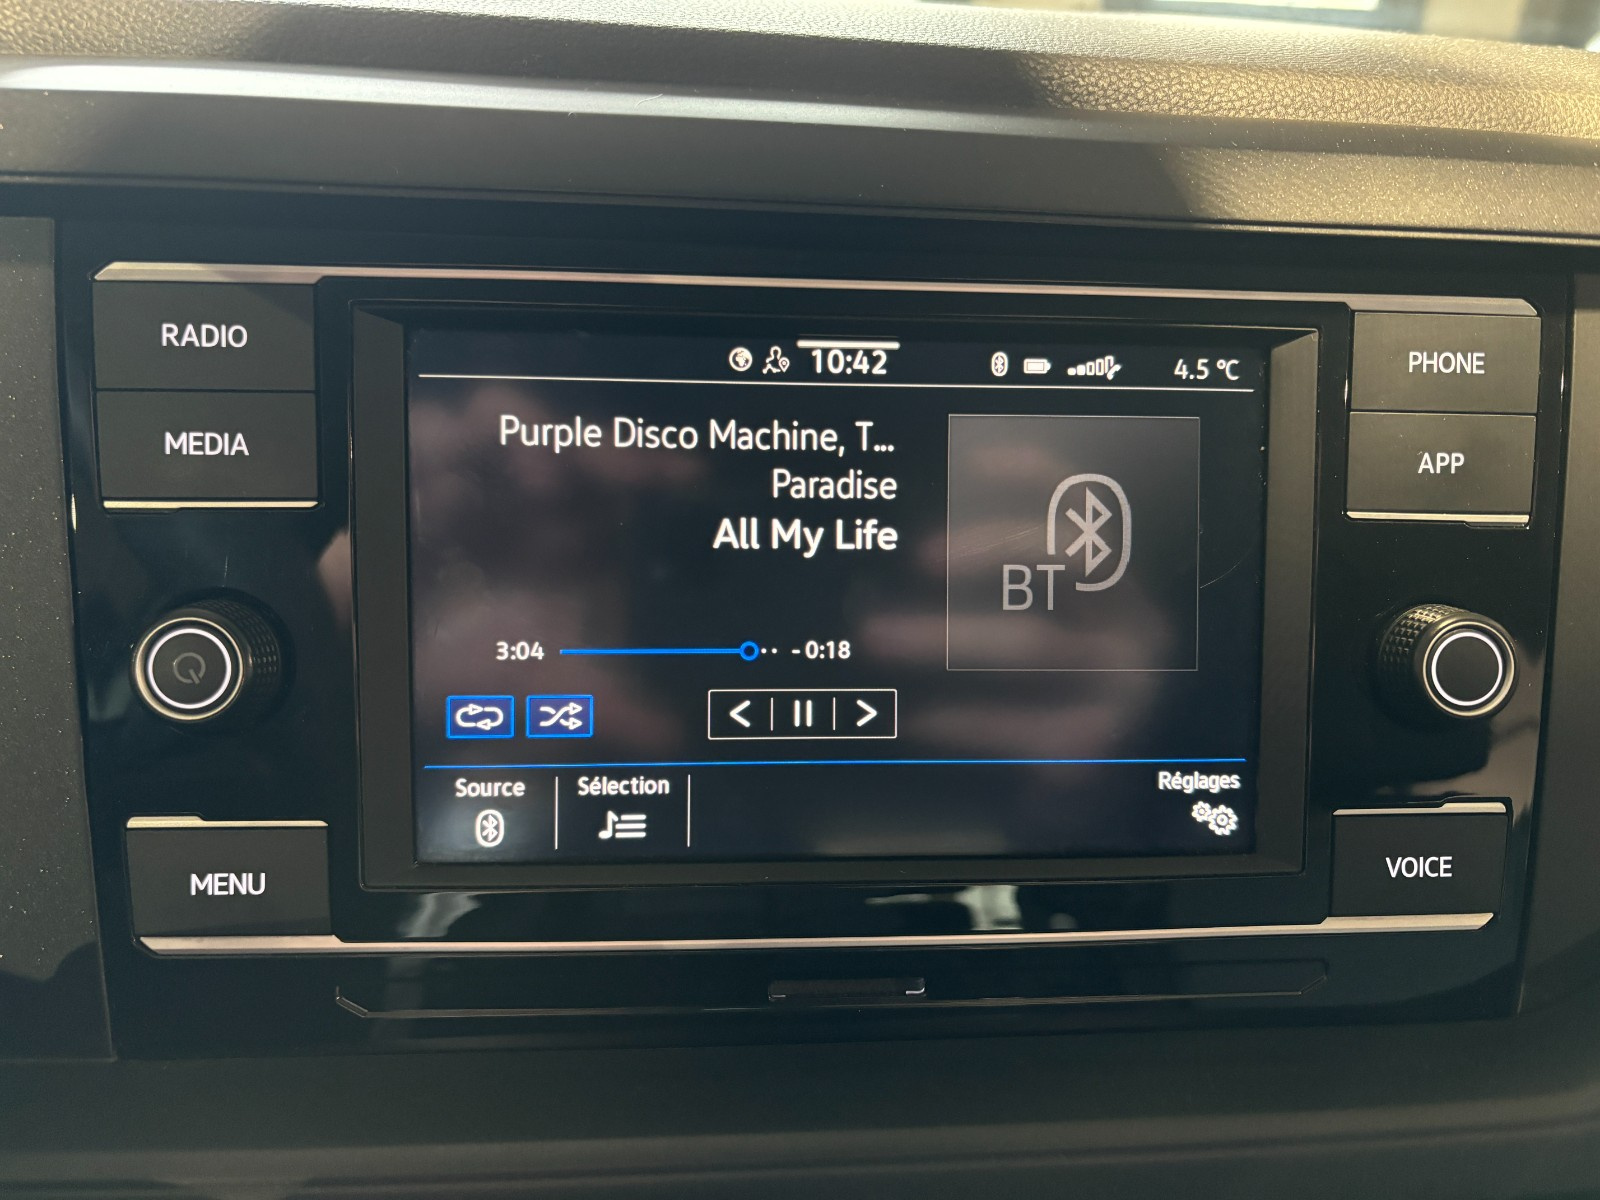 RADIO
MEDIA
MENU
10:42
4.5 °C
Purple Disco Machine, T...
Paradise
All My Life
BT
3:04
-0:18
Source
Sélection
Réglages
PHONE
APP
VOICE